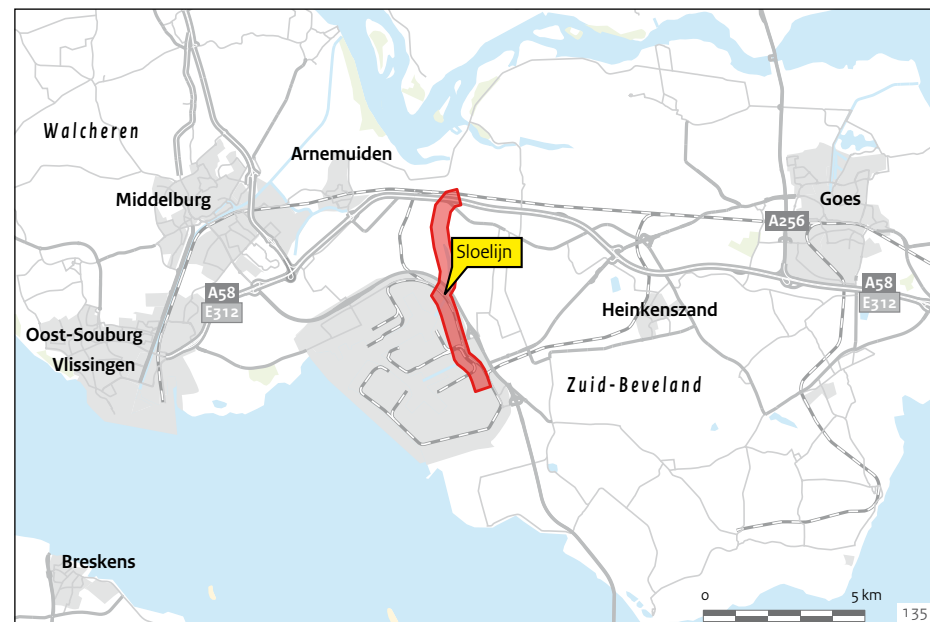 Walcheren
Arnemuiden
Middelburg
Goes
A256
Sloelijn
A58
E312
A58
E312
Heinkenszand
Oost-Souburg
Vlissingen
Zuid-Beveland
Breskens
0 5 km
135